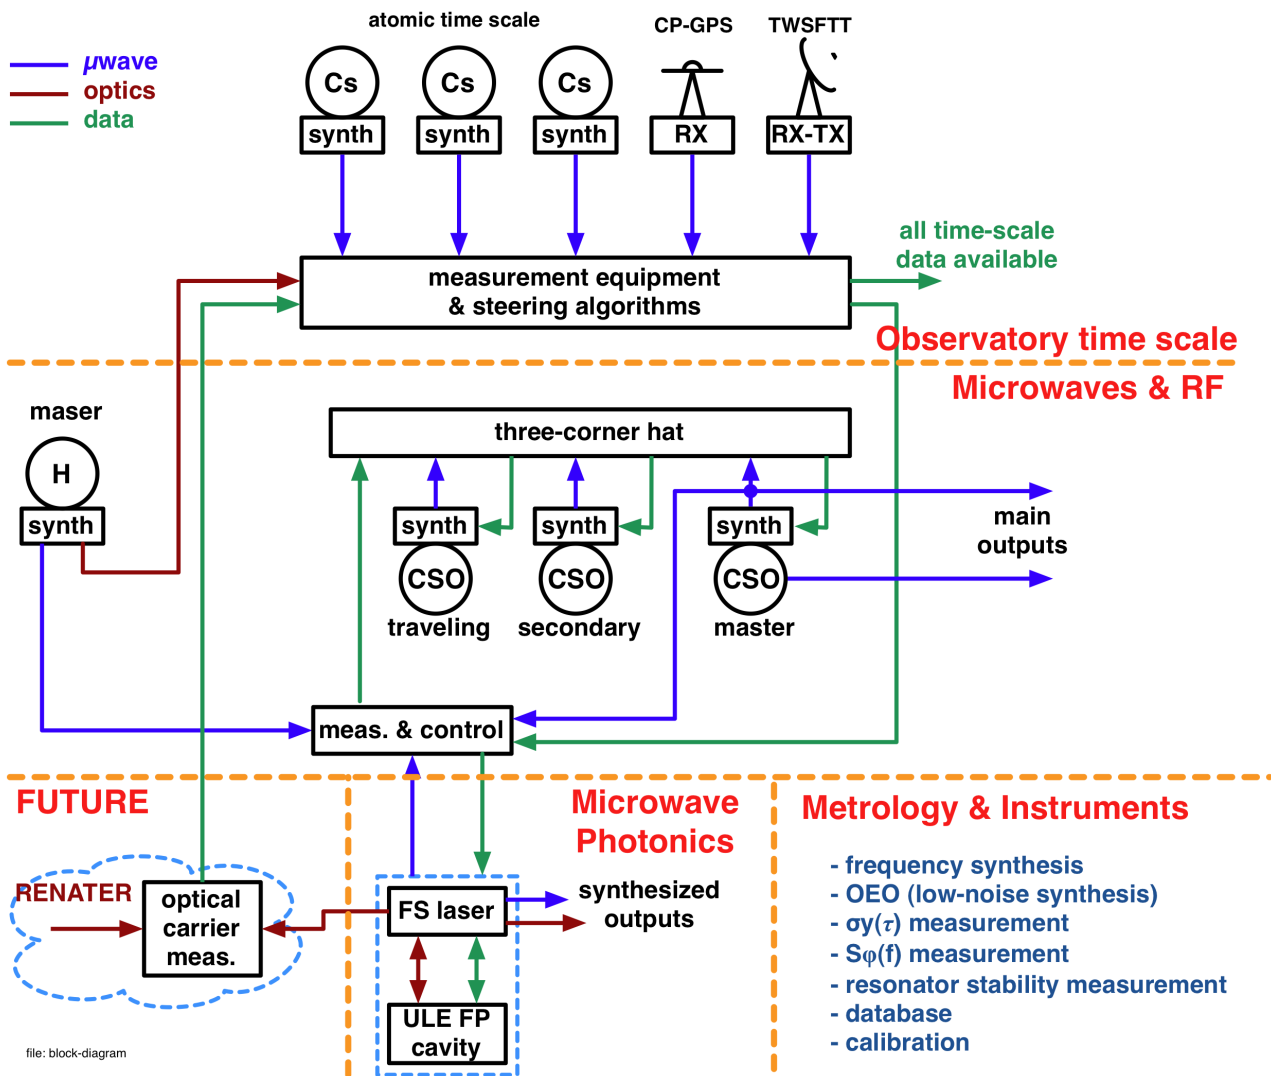 atomic time scale
CP-GPS
TWSFTT
μwave
optics
data
Cs
Cs
Cs
synth
synth
synth
RX
RX-TX
all time-scale
data available
measurement equipment
& steering algorithms
Observatory time scale
Microwaves & RF
maser
H
synth
three-corner hat
synth
synth
synth
main
outputs
CSO
CSO
CSO
traveling
secondary
master
meas. & control
FUTURE
Microwave
Photonics
Metrology & Instruments
RENATER
optical
carrier
meas.
FS laser
synthesized
outputs
ULE FP
cavity
- frequency synthesis
- OEO (low-noise synthesis)
- σy(τ) measurement
- Sφ(f) measurement
- resonator stability measurement
- database
- calibration
file: block-diagram